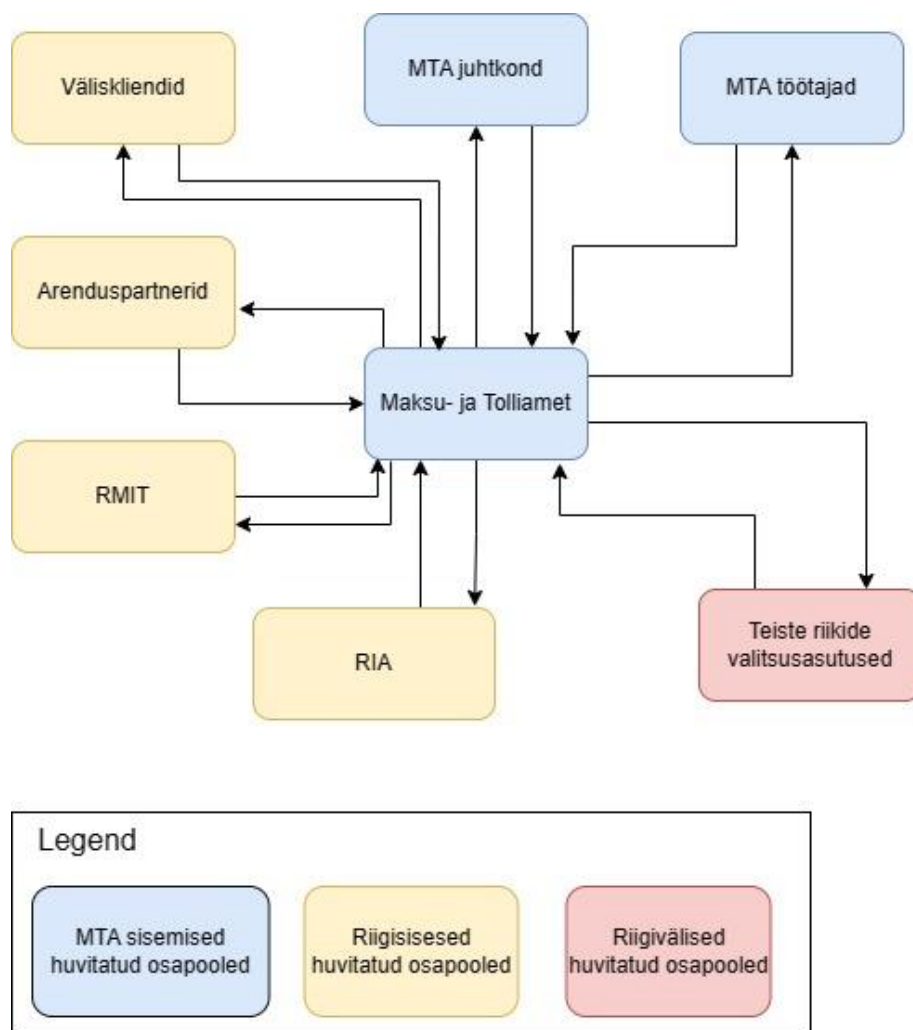 Väliskliendid
MTA juhtkond
MTA töötajad
Arenduspartnerid
Maksu- ja Tolliamet
RMIT
RIA
Teiste riikide
valitsusasutused
Legend
MTA sisemised
huvitatud osapooled
Riigisisesed
huvitatud osapooled
Riigivälised
huvitatud osapooled